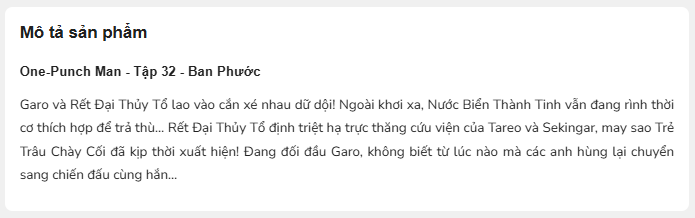 Mô tả sản phẩm
One-Punch Man - Tập 32 - Ban Phước
Garo và Rết Đại Thủy Tổ lao vào cắn xé nhau dữ dội! Ngoài khơi xa, Nước Biển Thành Tinh vẫn đang rình thời
cơ thích hợp để trả thù... Rết Đại Thủy Tổ định triệt hạ trực thăng cứu viện của Tareo và Sekingar, may sao Trẻ
Trâu Chày Cối đã kịp thời xuất hiện! Đang đối đầu Garo, không biết từ lúc nào mà các anh hùng lại chuyển
sang chiến đấu cùng hắn...